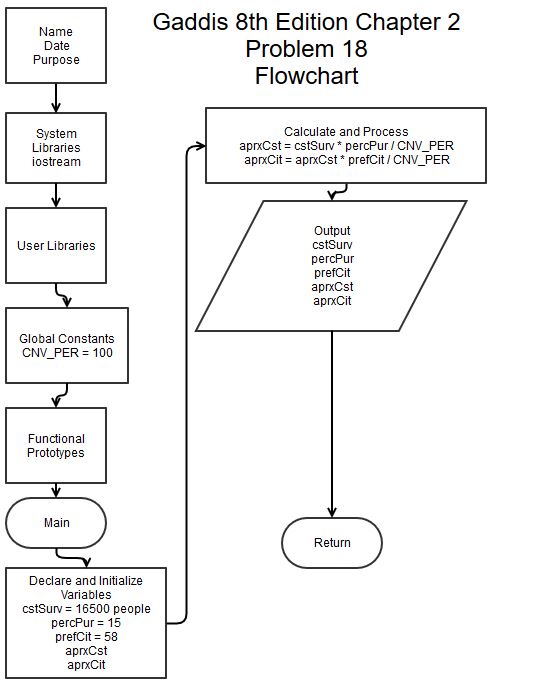 Gaddis 8th Edition Chapter 2
Problem 18
Flowchart
Name
Date
Purpose
System
Libraries
iostream
User Libraries
Global Constants
CNV_PER = 100
Functional
Prototypes
Main
Declare and Initialize
Variables
cstSurv = 16500 people
percPur = 15
prefCit = 58
aprxCst
aprxCit
Calculate and Process
aprxCst = cstSurv * percPur / CNV_PER
aprxCit = aprxCst * prefCit / CNV_PER
Output
cstSurv
percPur
prefCit
aprxCst
aprxCit
Return